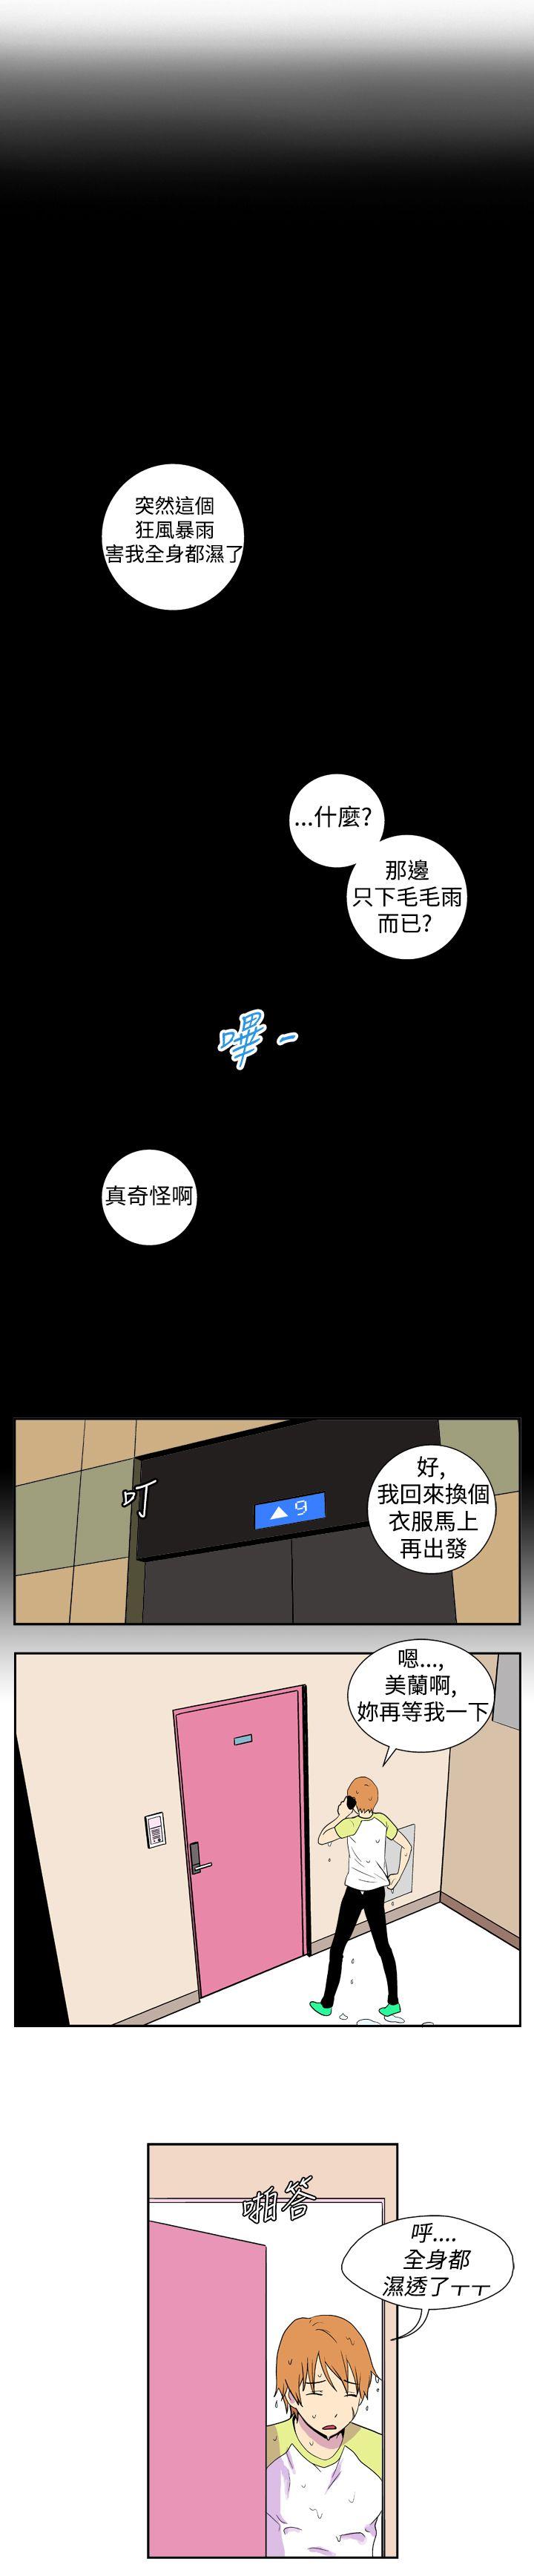 突然這個
狂風暴雨
害我全身都濕了
...什麼?
那邊
只下毛毛雨
而已?
嗶-
真奇怪啊
叮
▲9
好,
我回來換個
衣服馬上
再出發
嗯...,
美蘭啊,
妳再等我一下
啪答
呼....
全身都
濕透了ㅜㅜ